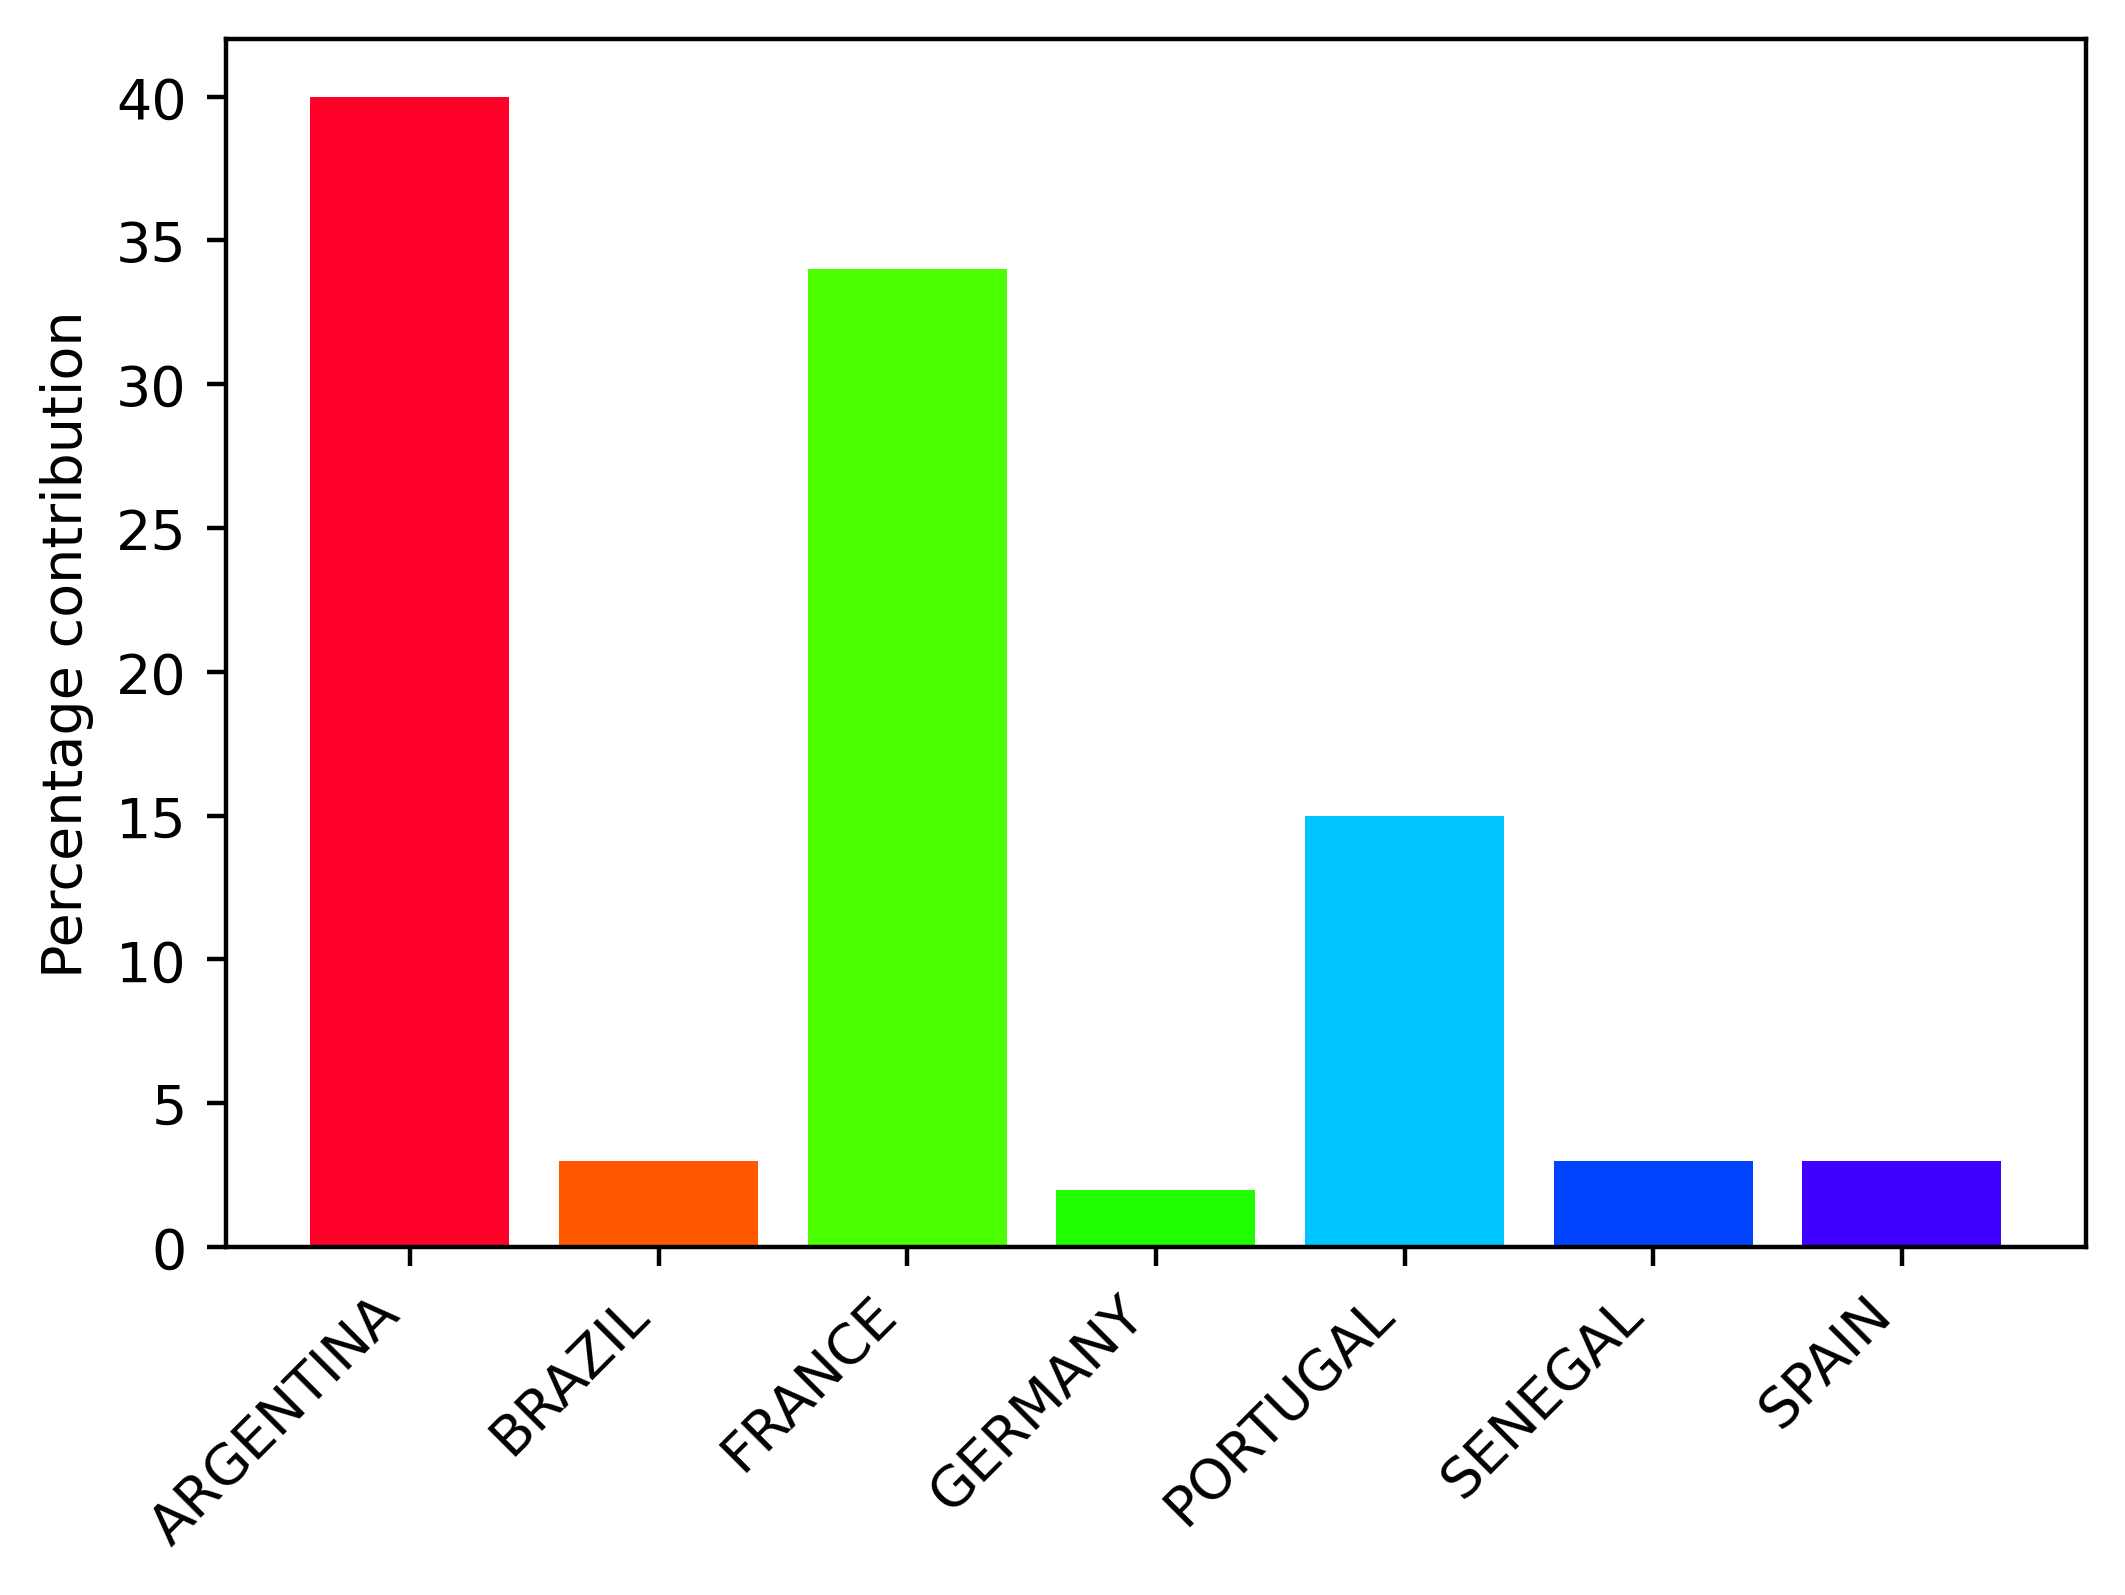 Percentage contribution
40
35
30
25
20
15
10
5
0
ARGENTINA
BRAZIL
FRANCE
GERMANY
PORTUGAL
SENEGAL
SPAIN